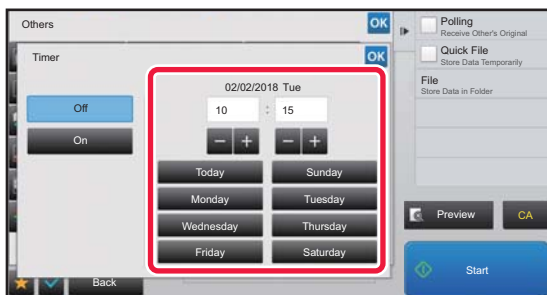 Others
OK
Timer
OK
Off
On
02/02/2018 Tue
10 : 15
Today
Sunday
Monday
Tuesday
Wednesday
Thursday
Friday
Saturday
Back
Polling
Receive Other's Original
Quick File
Store Data Temporarily
File
Store Data in Folder
Preview
CA
Start